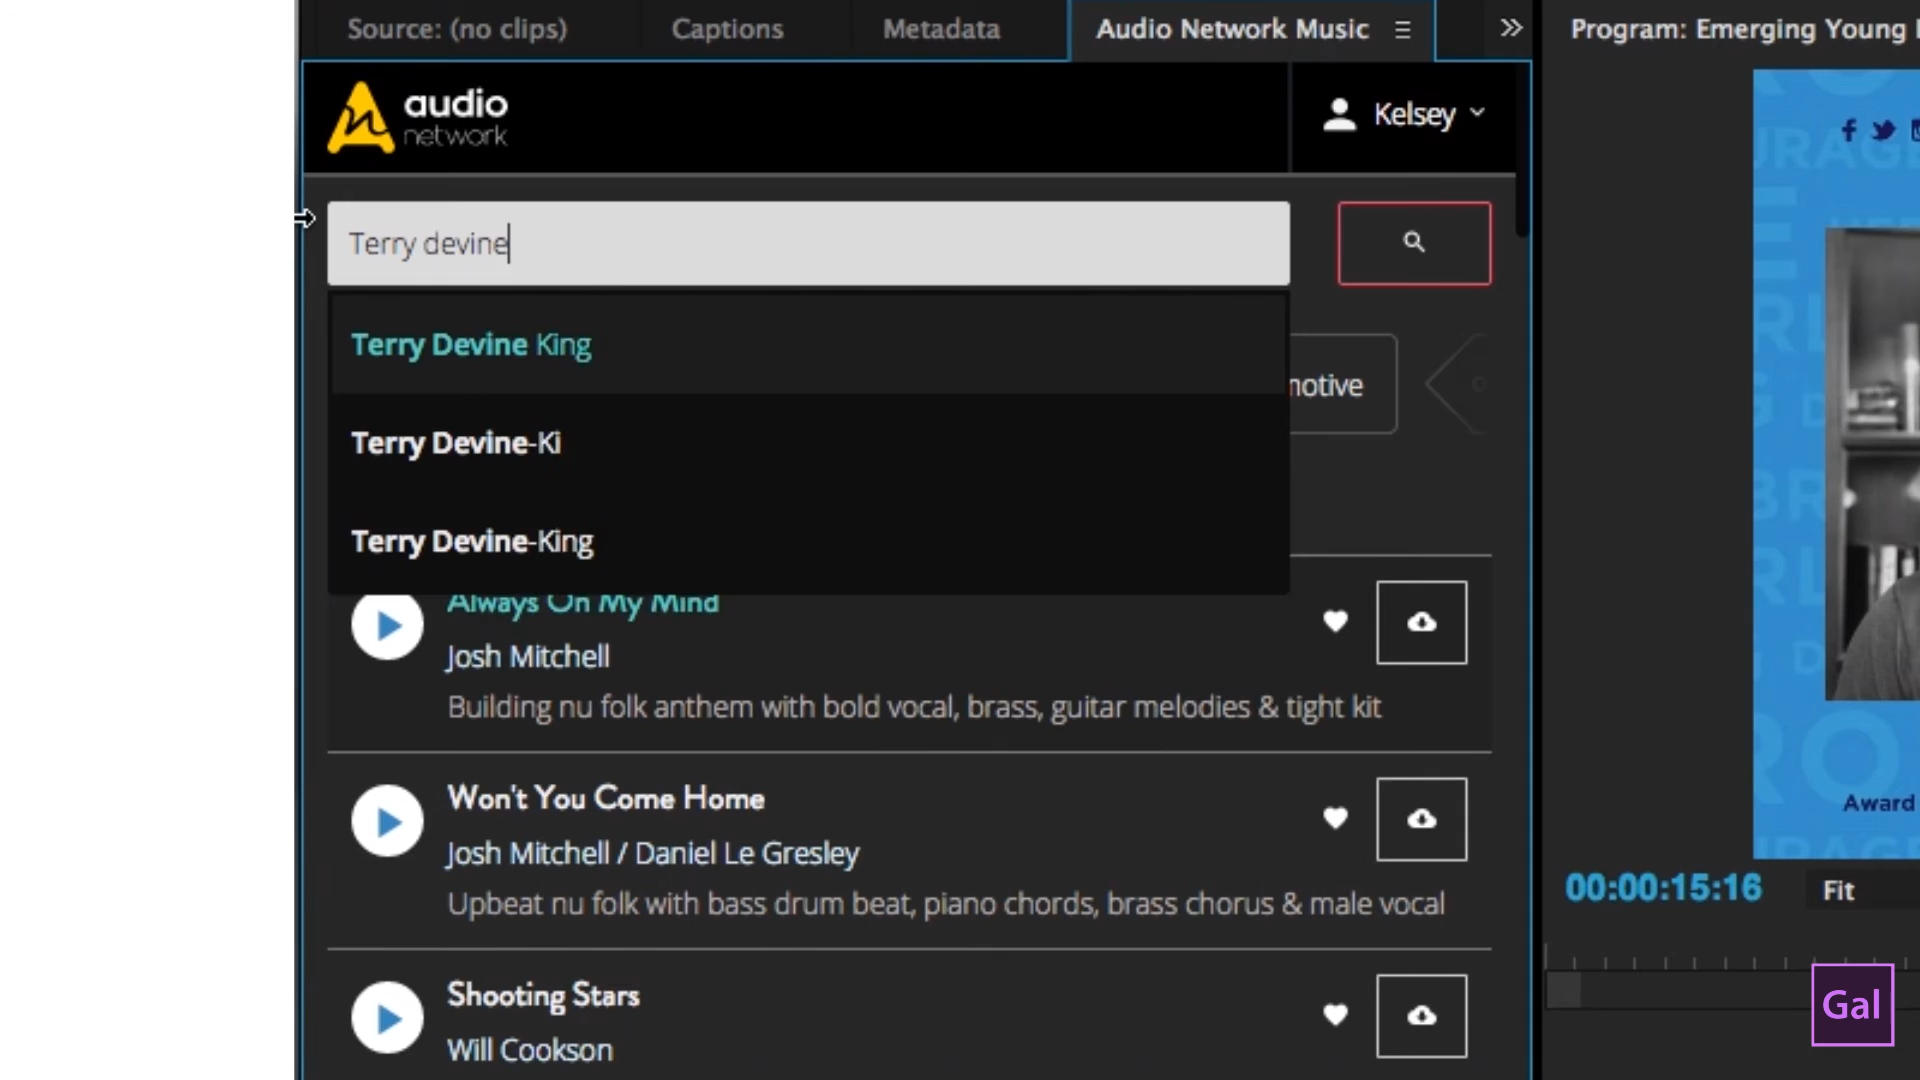 Source: (no clips)
Captions
Metadata
Audio Network Music
Program: Emerging Young
audio
network
Kelsey
Terry devine
Terry Devine King
Terry Devine-Ki
Terry Devine-King
motive
Always On My Mind
Josh Mitchell
Building nu folk anthem with bold vocal, brass, guitar melodies & tight kit
Won't You Come Home
Josh Mitchell / Daniel Le Gresley
Upbeat nu folk with bass drum beat, piano chords, brass chorus & male vocal
Shooting Stars
Will Cookson
Award
00:00:15:16
Fit
Gal